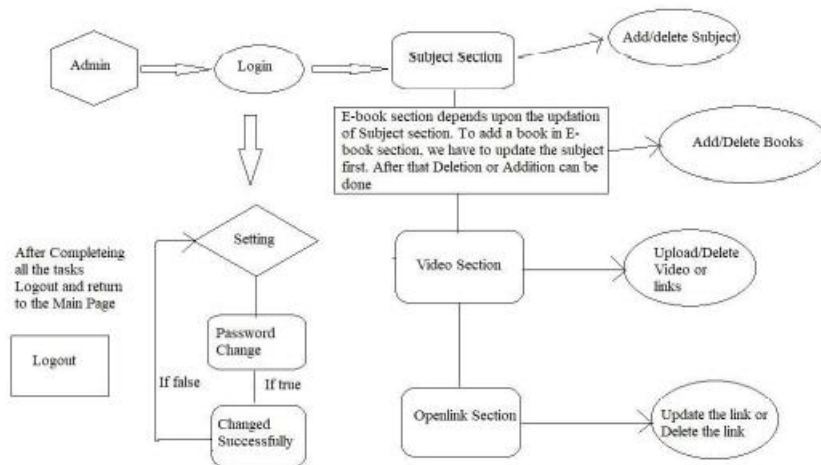 Admin
Login
Subject Section
Add/delete Subject
E-book section depends upon the updation
of Subject section. To add a book in E-
book section, we have to update the subject
first. After that Deletion or Addition can be
done
Add/Delete Books
Setting
Video Section
Upload/Delete
Video or
links
After Completeing
all the tasks
Logout and return
to the Main Page
Logout
Password
Change
If false
If true
Changed
Successfully
Openlink Section
Update the link or
Delete the link